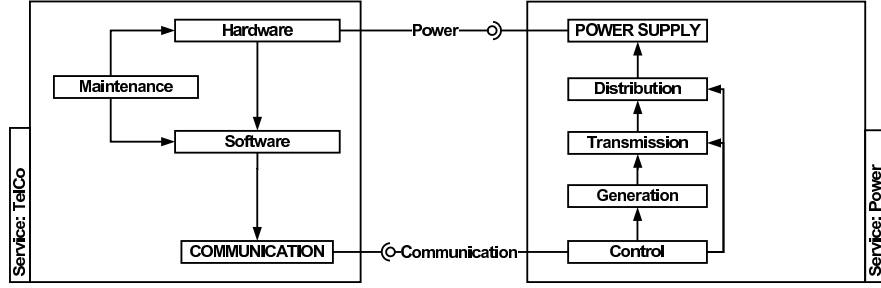 Hardware
Power
POWER SUPPLY
Maintenance
Distribution
Software
Transmission
Generation
Service: TelCo
Service: Power
COMMUNICATION
Communication
Control